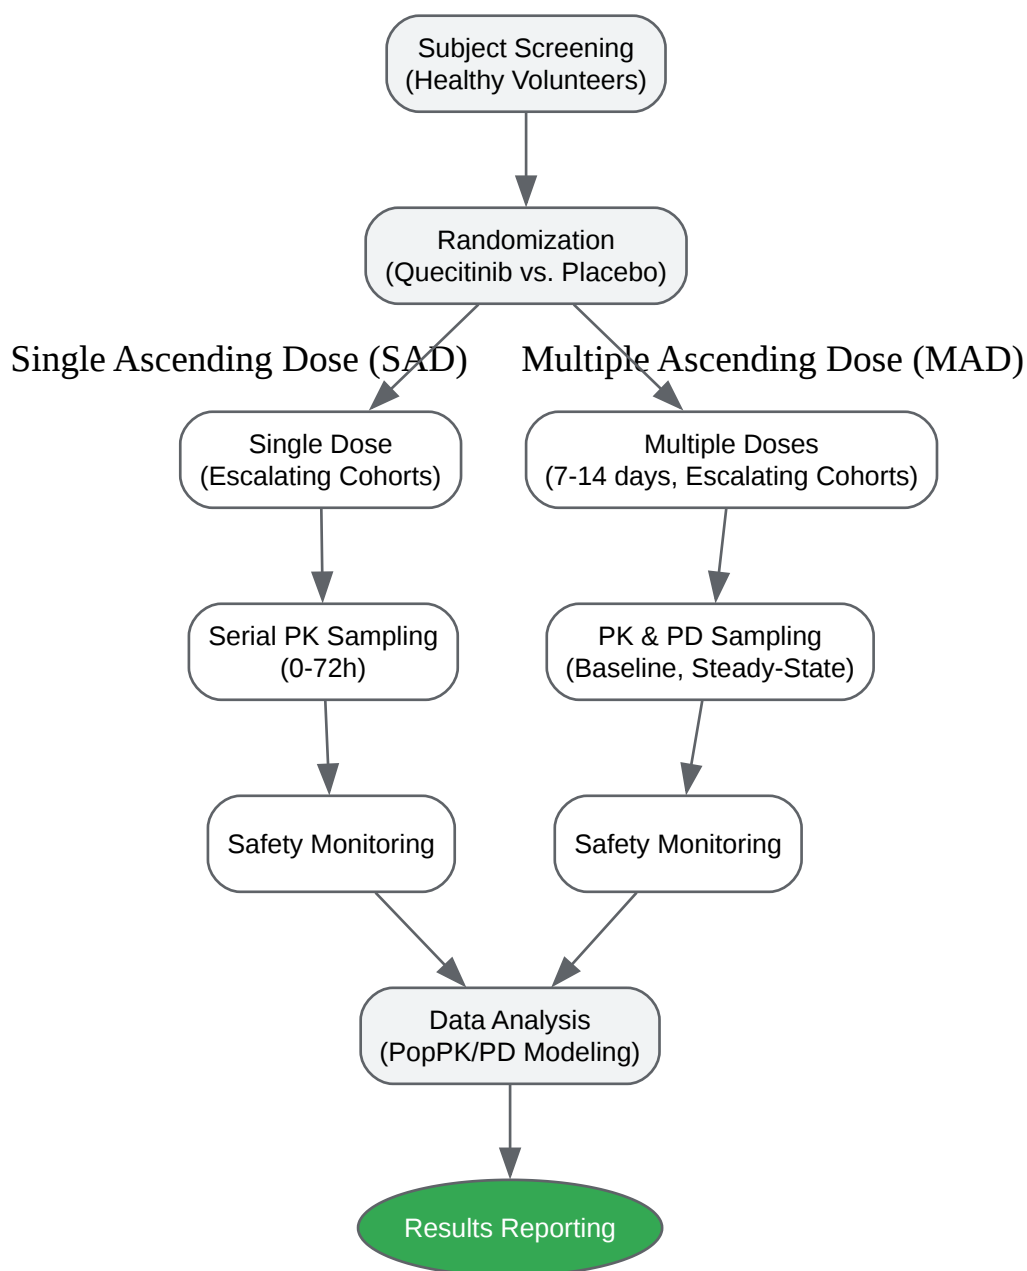 Subject Screening
(Healthy Volunteers)
Randomization
(Quecitinib vs. Placebo)
Single Ascending Dose (SAD)
Multiple Ascending Dose (MAD)
Single Dose
(Escalating Cohorts)
Multiple Doses
(7-14 days, Escalating Cohorts)
Serial PK Sampling
(0-72h)
PK & PD Sampling
(Baseline, Steady-State)
Safety Monitoring
Safety Monitoring
Data Analysis
(PopPK/PD Modeling)
Results Reporting